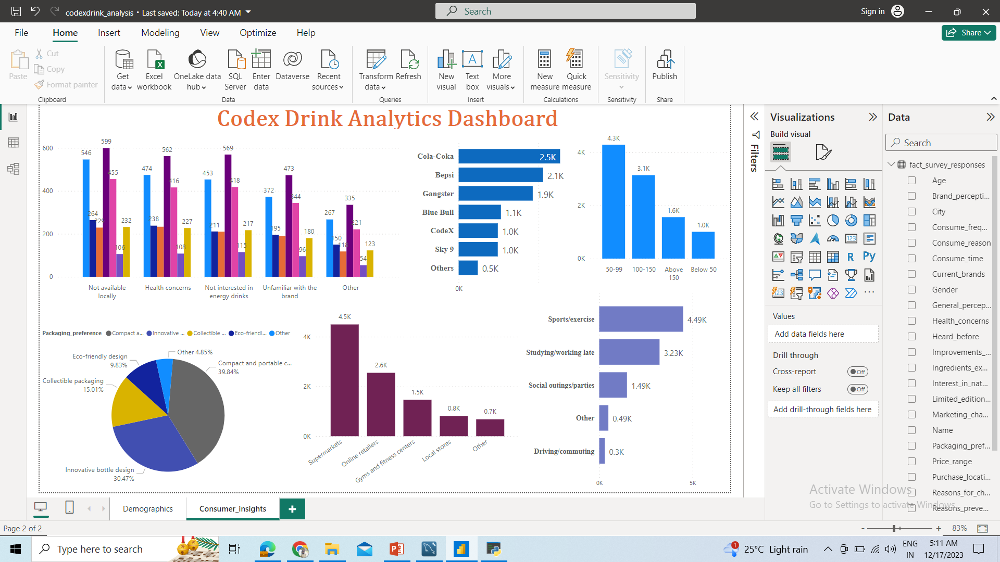 codexdrink_analysis • Last saved: Today at 4:40 AM
Search
Sign in
File Home Insert Modeling View Optimize Help
Share
Paste
Cut
Copy
Format painter
Clipboard
Get data
Excel workbook
OneLake data hub
SQL Server
Enter data
Dataverse
Recent sources
Data
Transform data
Refresh
Queries
New visual
Text box
More visuals
Insert
New measure
Quick measure
Calculations
Sensitivity
Sensitivity
Publish
Share
Codex Drink Analytics Dashboard
600
400
200
0
546 264 229 599 455 106 232
474 238 562 416 108 227
453 211 569 418 115 217
372 195 473 344 96 180
267 150 118 335 221 54 123
Not available locally
Health concerns
Not interested in energy drinks
Unfamiliar with the brand
Other
Cola-Coka 2.5K
Bepsi 2.1K
Gangster 1.9K
Blue Bull 1.1K
CodeX 1.0K
Sky 9 1.0K
Others 0.5K
0K
4K
2K
0K
4.3K 3.1K 1.6K 1.0K
50-99 100-150 Above 150 Below 50
Packaging_preference Compact a... Innovative ... Collectible ... Eco-friendl... Other
Other 4.85%
Eco-friendly design
9.83%
Compact and portable c...
39.84%
Collectible packaging
15.01%
Innovative bottle design
30.47%
4K
2K
0K
4.5K 2.6K 1.5K 0.8K 0.7K
Supermarkets
Online retailers
Gyms and fitness centers
Local stores
Other
Sports/exercise 4.49K
Studying/working late 3.23K
Social outings/parties 1.49K
Other 0.49K
Driving/commuting 0.3K
0K 5K
Filters
Visualizations
Build visual
R Py
123
Values
Add data fields here
Drill through
Cross-report Off
Keep all filters Off
Add drill-through fields here
Data
Search
fact_survey_responses
Age
Brand_percepti...
City
Consume_freq...
Consume_reason
Consume_time
Current_brands
Gender
General_percep...
Health_concerns
Heard_before
Improvements_...
Ingredients_ex...
Interest_in_nat...
Limited_edition...
Marketing_cha...
Name
Packaging_pref...
Price_range
Purchase_locati...
Reasons_for_ch...
Reasons_preve...
Activate Windows
Go to Settings to activate Windows.
Demographics
Consumer_insights
+
Page 2 of 2
- + 83%
Type here to search
1
25°C Light rain
ENG
IN
5:11 AM
12/17/2023